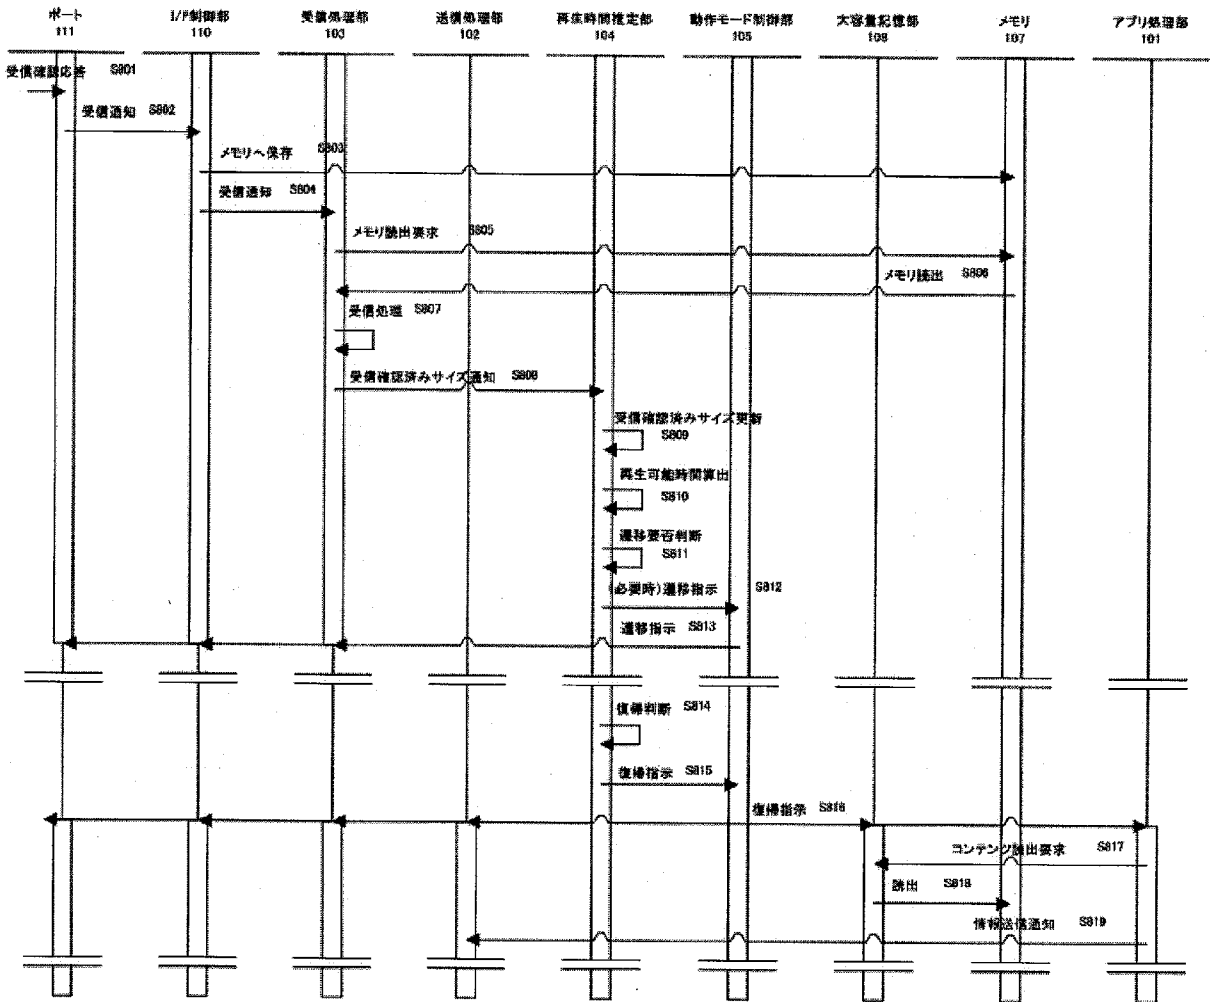 ポート
111
I/F制御部
110
受信処理部
103
送信処理部
102
再生時間推定部
104
動作モード制御部
105
大容量記憶部
108
メモリ
107
アプリ処理部
101
受信確認応答 S801
受信通知 S802
メモリへ保存 S803
受信通知 S804
メモリ読出要求 S805
メモリ読出 S806
受信処理 S807
受信確認済みサイズ通知 S808
受信確認済みサイズ更新
S809
再生可能時間算出
S810
遷移要否判断
S811
(必要時)遷移指示 S812
遷移指示 S813
復帰判断 S814
復帰指示 S815
復帰指示 S816
コンテンツ読出要求 S817
読出 S818
情報送信通知 S819